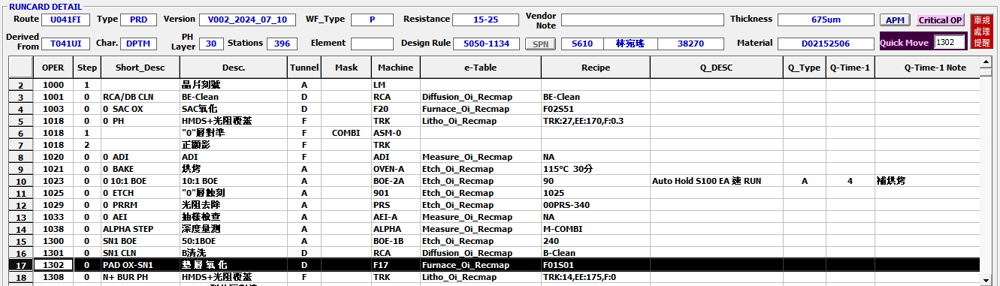 RUNCARD DETAIL
Route U041FI Type PRD Version V002_2024_07_10 WF_Type P Resistance 15-25 Vendor Note Thickness 675um APM Critical OP 車規處理提醒
Derived From T041UI Char. DPTM PH Layer 30 Stations 396 Element Design Rule 5050-1134 SPN S610 林宛瑤 38270 Material D02152506 Quick Move 1302
OPER Step Short_Desc Desc. Tunnel Mask Machine e-Table Recipe Q_DESC Q_Type Q-Time-1 Q-Time-1 Note
2 1000 1 晶片刻號 A LM
3 1001 0 RCA/DB CLN BE-Clean D RCA Diffusion_Oi_Recmap BE-Clean
4 1003 0 0 SAC OX SAC氧化 D F20 Furnace_Oi_Recmap F02S51
5 1018 0 0 PH HMDS+光阻覆蓋 F TRK Litho_Oi_Recmap TRK:27,EE:170,F:0.3
6 1018 1 "0"層對準 F COMBI ASM-0
7 1018 2 正顯影 F TRK
8 1020 0 0 ADI ADI F ADI Measure_Oi_Recmap NA
9 1021 0 0 BAKE 烘烤 A OVEN-A Etch_Oi_Recmap 115°C 30分
10 1023 0 0 10:1 BOE 10:1 BOE A BOE-2A Etch_Oi_Recmap 90 Auto Hold S100 EA 速 RUN A 4 補烘烤
11 1025 0 0 ETCH "0"層蝕刻 A 901 Etch_Oi_Recmap 1025
12 1029 0 0 PRRM 光阻去除 A PRS Etch_Oi_Recmap 00PRS-340
13 1033 0 0 AEI 抽樣檢查 A AEI-A Measure_Oi_Recmap NA
14 1038 0 ALPHA STEP 深度量測 A ALPHA Measure_Oi_Recmap M-COMBI
15 1300 0 SN1 BOE 50:1BOE A BOE-1B Etch_Oi_Recmap 240
16 1301 0 SN1 CLN B清洗 D RCA Diffusion_Oi_Recmap B-Clean
17 1302 0 PAD OX-SN1 墊 層 氧 化 D F17 Furnace_Oi_Recmap F01S01
18 1308 0 N+ BUR PH HMDS+光阻覆蓋 F TRK Litho_Oi_Recmap TRK:14,EE:175,F:0